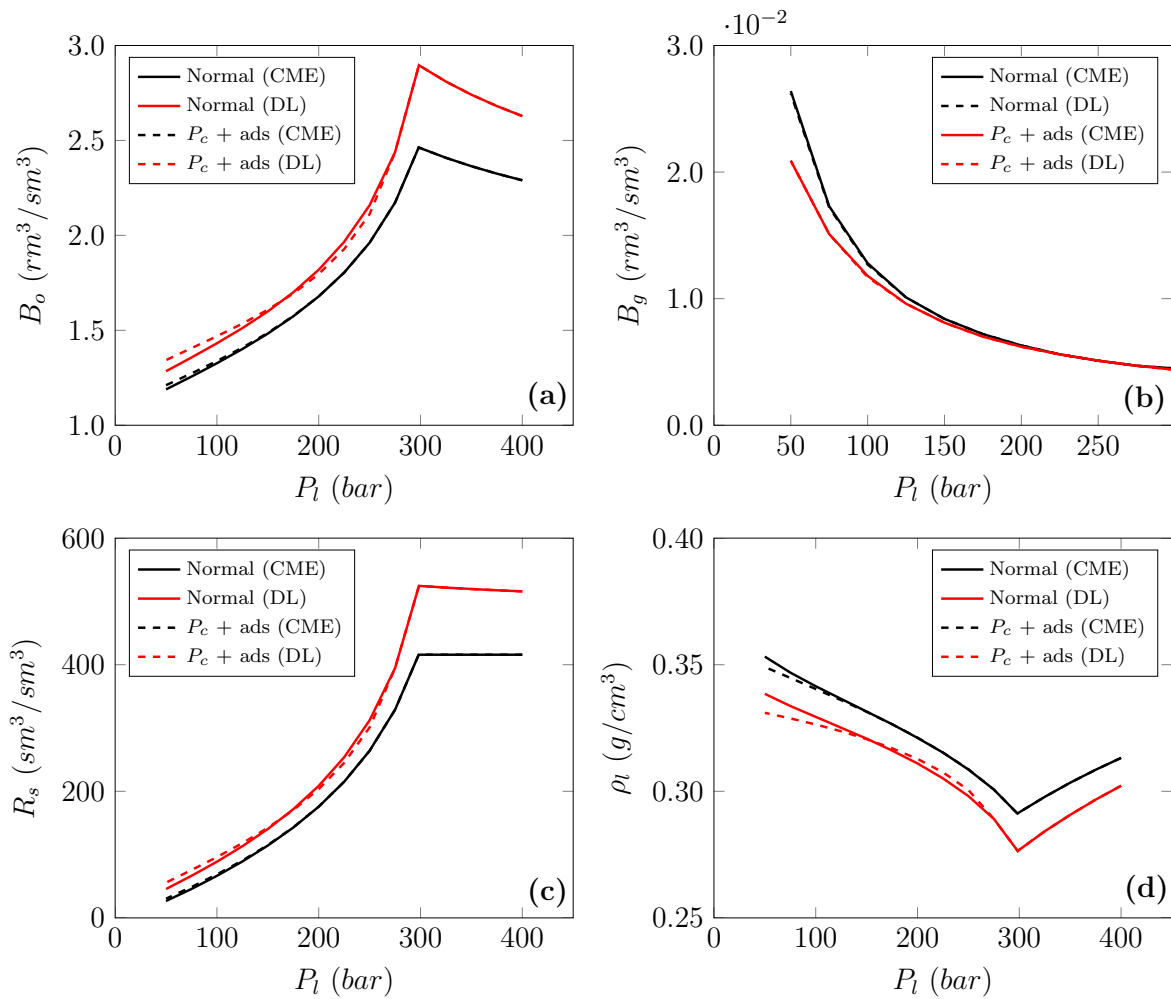 3.0
2.5
2.0
1.5
1.0
0
100
200
300
400
B_o (rm^3/sm^3)
P_l (bar)
Normal (CME)
Normal (DL)
P_c + ads (CME)
P_c + ads (DL)
(a)
·10^{-2}
3.0
2.0
1.0
0.0
0
50
100
150
200
250
B_g (rm^3/sm^3)
P_l (bar)
Normal (CME)
Normal (DL)
P_c + ads (CME)
P_c + ads (DL)
(b)
600
400
200
0
0
100
200
300
400
R_s (sm^3/sm^3)
P_l (bar)
Normal (CME)
Normal (DL)
P_c + ads (CME)
P_c + ads (DL)
(c)
0.40
0.35
0.30
0.25
0
100
200
300
400
ρ_l (g/cm^3)
P_l (bar)
Normal (CME)
Normal (DL)
P_c + ads (CME)
P_c + ads (DL)
(d)